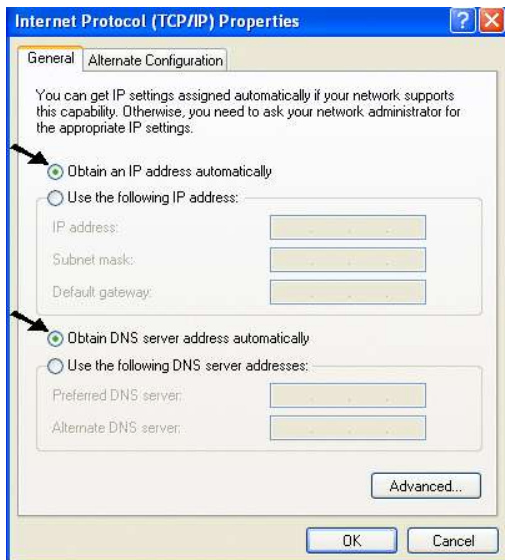 Internet Protocol (TCP/IP) Properties
General
Alternate Configuration
You can get IP settings assigned automatically if your network supports
this capability. Otherwise, you need to ask your network administrator for
the appropriate IP settings.
Obtain an IP address automatically
Use the following IP address:
IP address:
Subnet mask:
Default gateway:
Obtain DNS server address automatically
Use the following DNS server addresses:
Preferred DNS server:
Alternate DNS server:
Advanced...
OK
Cancel